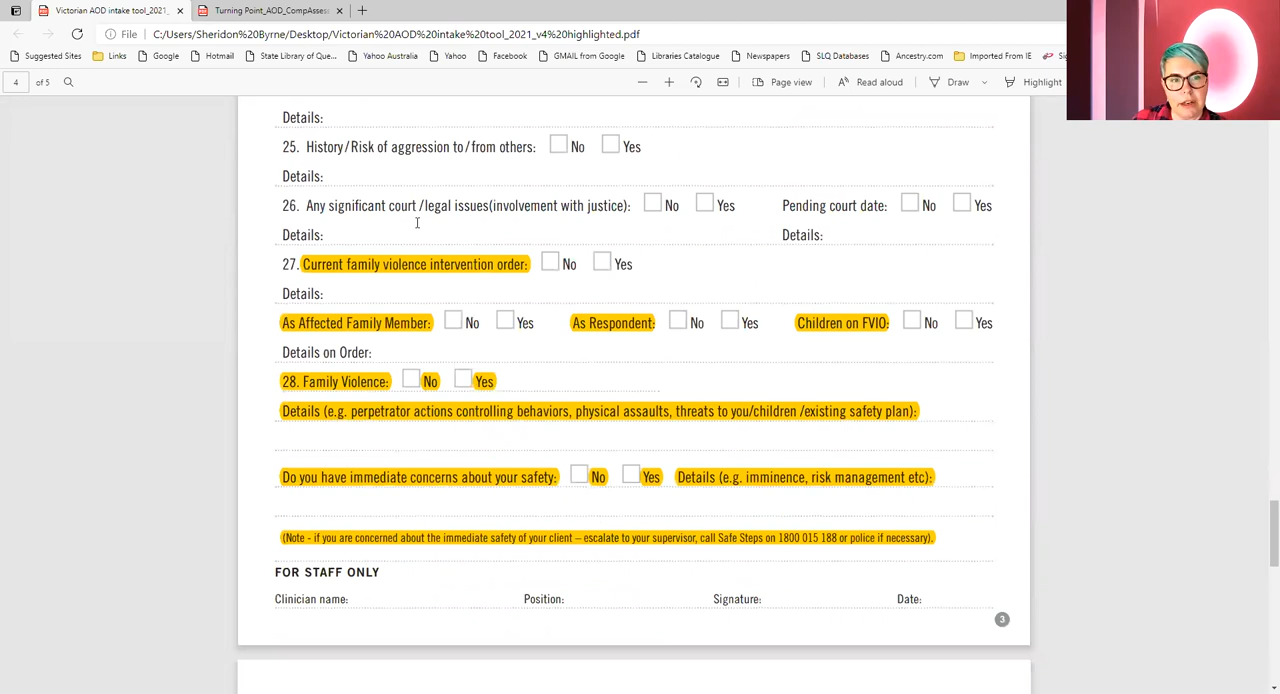 Victorian AOD intake tool_2021_
Turning Point_AOD_CompAsses
File C:/Users/Sheridon%20Byrne/Desktop/Victorian%20AOD%20intake%20tool_2021_v4%20highlighted.pdf
Suggested Sites Links Google Hotmail State Library of Que... Yahoo Australia Yahoo Facebook GMAIL from Google Libraries Catalogue Newspapers SLQ Databases Ancestry.com Imported From IE
4 of 5 Page view Read aloud Draw Highlight
Details:
25. History/Risk of aggression to/from others: No Yes
Details:
26. Any significant court /legal issues(involvement with justice): No Yes Pending court date: No Yes
Details: Details:
27. Current family violence intervention order: No Yes
Details:
As Affected Family Member: No Yes As Respondent: No Yes Children on FVIO: No Yes
Details on Order:
28. Family Violence: No Yes
Details (e.g. perpetrator actions controlling behaviors, physical assaults, threats to you/children /existing safety plan):
Do you have immediate concerns about your safety: No Yes Details (e.g. imminence, risk management etc):
(Note - if you are concerned about the immediate safety of your client – escalate to your supervisor, call Safe Steps on 1800 015 188 or police if necessary).
FOR STAFF ONLY
Clinician name: Position: Signature: Date:
3